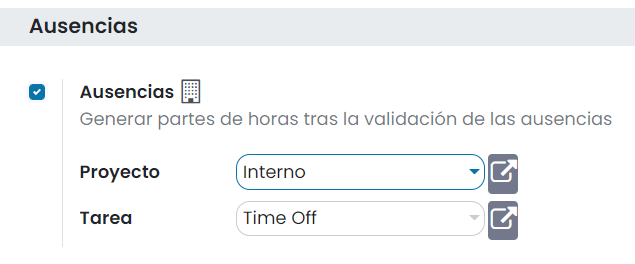 Ausencias
Ausencias
Generar partes de horas tras la validación de las ausencias
Proyecto Interno
Tarea Time Off